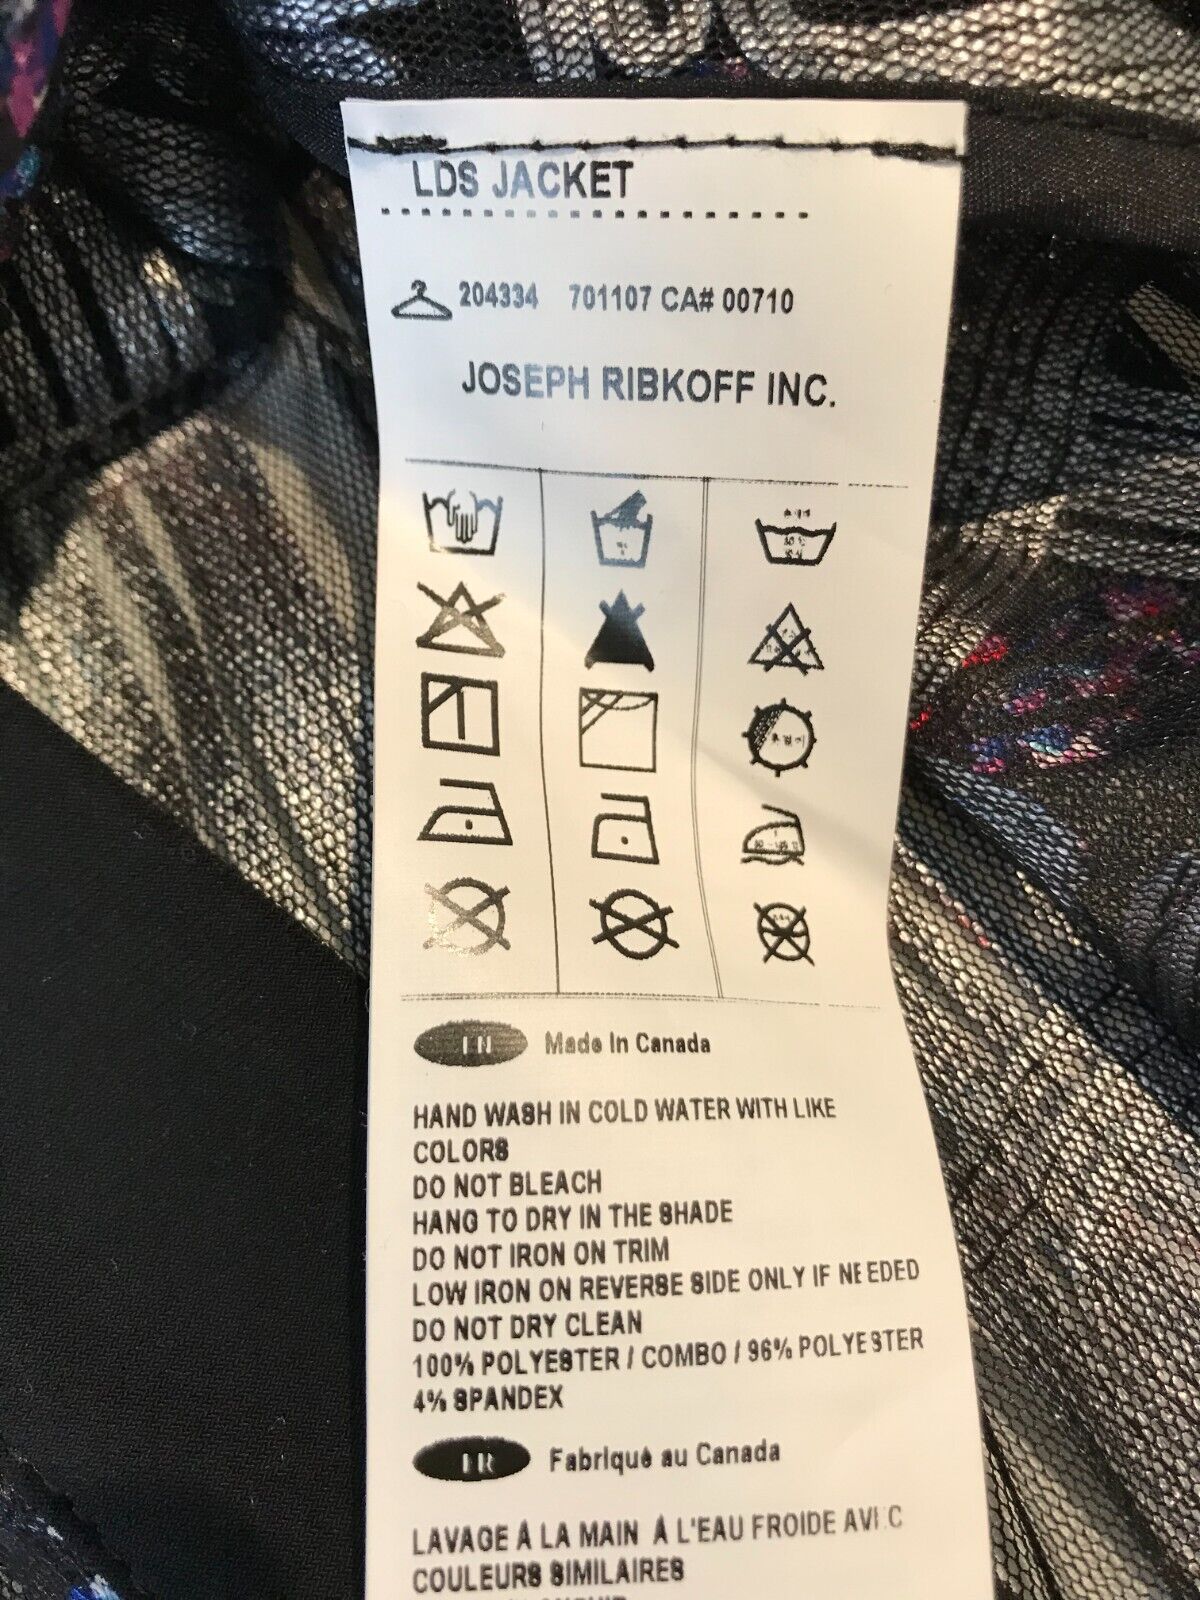 LDS JACKET
204334 701107 CA# 00710
JOSEPH RIBKOFF INC.
Made In Canada
HAND WASH IN COLD WATER WITH LIKE
COLORS
DO NOT BLEACH
HANG TO DRY IN THE SHADE
DO NOT IRON ON TRIM
LOW IRON ON REVERSE SIDE ONLY IF NEEDED
DO NOT DRY CLEAN
100% POLYESTER / COMBO / 96% POLYESTER
4% SPANDEX
FR Fabriqué au Canada
LAVAGE À LA MAIN À L'EAU FROIDE AVEC
COULEURS SIMILAIRES